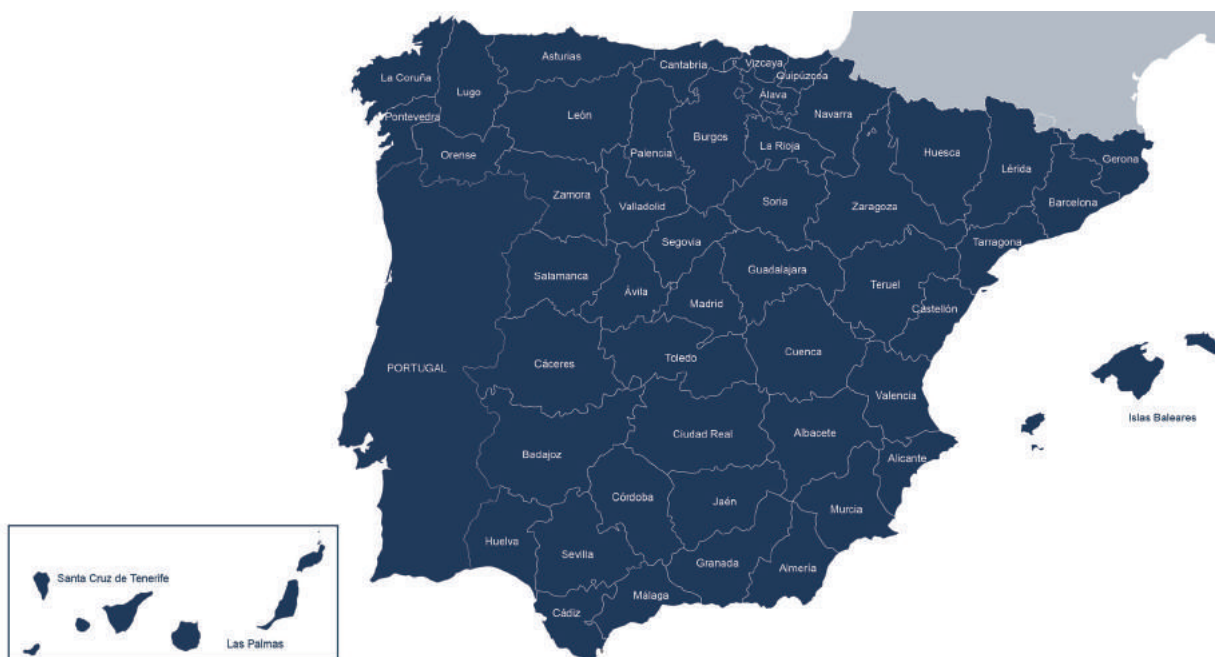 Asturias
Cantabria
Vizcaya
Quipúzcoa
La Coruña
Lugo
Álava
Navarra
Pontevedra
León
Burgos
La Rioja
Huesca
Orense
Palencia
Lérida
Gerona
Zamora
Valladolid
Soria
Zaragoza
Barcelona
Segovia
Tarragona
Salamanca
Ávila
Madrid
Guadalajara
Teruel
Castellón
PORTUGAL
Cáceres
Toledo
Cuenca
Valencia
Islas Baleares
Badajoz
Ciudad Real
Albacete
Alicante
Córdoba
Jaén
Murcia
Huelva
Sevilla
Granada
Almería
Málaga
Cádiz
Santa Cruz de Tenerife
Las Palmas